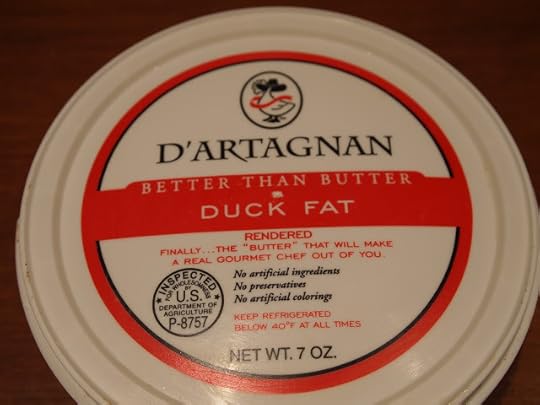 D'ARTAGNAN
BETTER THAN BUTTER
DUCK FAT
RENDERED
FINALLY...THE "BUTTER" THAT WILL MAKE
A REAL GOURMET CHEF OUT OF YOU.
No artificial ingredients
No preservatives
No artificial colorings
INSPECTED
FOR WHOLESOMENESS
BY
U.S.
DEPARTMENT OF
AGRICULTURE
P-8757
KEEP REFRIGERATED
BELOW 40°F AT ALL TIMES
NET WT. 7 OZ.